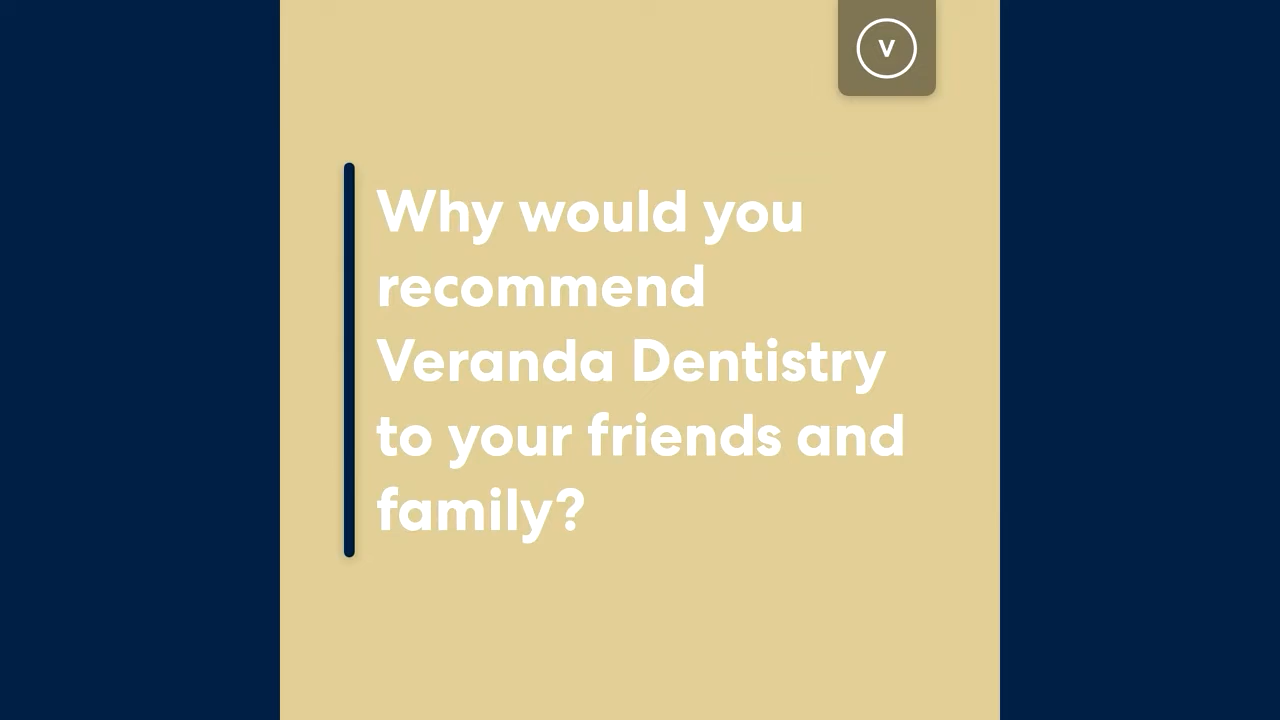 V
Why would you
recommend
Veranda Dentistry
to your friends and
family?